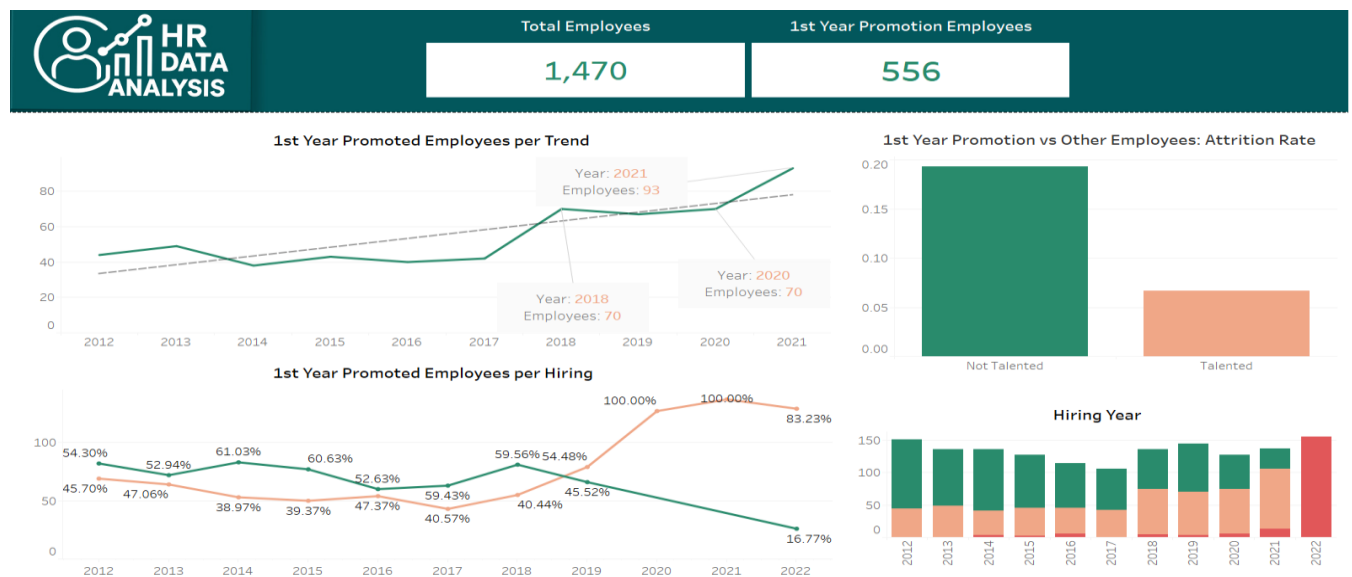 HR
DATA
ANALYSIS
Total Employees
1,470
1st Year Promotion Employees
556
1st Year Promoted Employees per Trend
80
60
40
20
0
Year: 2021
Employees: 93
Year: 2020
Employees: 70
Year: 2018
Employees: 70
2012 2013 2014 2015 2016 2017 2018 2019 2020 2021
1st Year Promotion vs Other Employees: Attrition Rate
0.20
0.15
0.10
0.05
0.00
Not Talented Talented
1st Year Promoted Employees per Hiring
100
50
0
54.30% 52.94% 61.03% 60.63% 52.63% 59.43% 59.56% 54.48% 100.00% 100.00% 83.23%
45.70% 47.06% 38.97% 39.37% 47.37% 40.57% 40.44% 45.52% 16.77%
2012 2013 2014 2015 2016 2017 2018 2019 2020 2021 2022
Hiring Year
150
100
50
0
2012 2013 2014 2015 2016 2017 2018 2019 2020 2021 2022